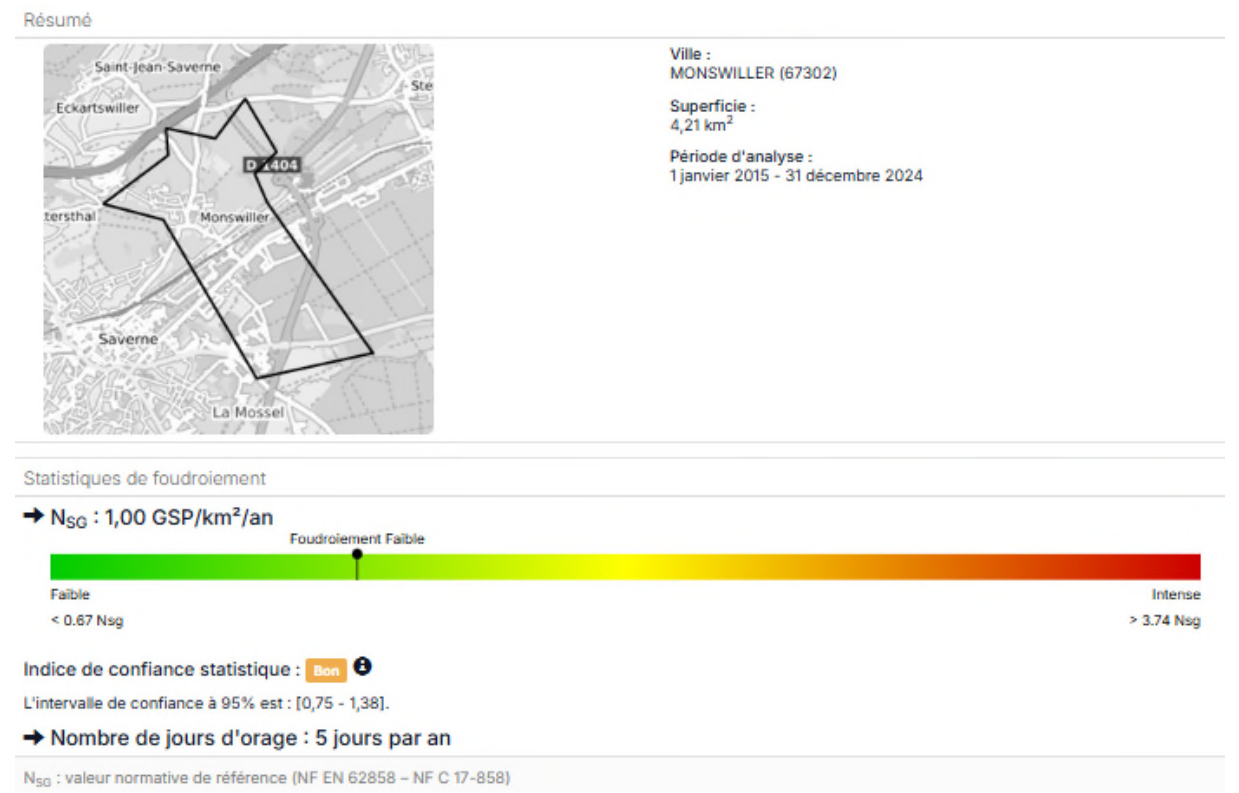 Résumé
Saint-Jean-Saverne
Ste
Eckartswiller
D 1404
tersthal
Monswiller
Saverne
La Mossel
Ville :
MONSWILLER (67302)
Superficie :
4,21 km²
Période d'analyse :
1 janvier 2015 - 31 décembre 2024
Statistiques de foudroiement
➔ N_SG : 1,00 GSP/km²/an
Foudroiement Faible
Faible
Intense
< 0.67 Nsg
> 3.74 Nsg
Indice de confiance statistique : Bon i
L'intervalle de confiance à 95% est : [0,75 - 1,38].
➔ Nombre de jours d'orage : 5 jours par an
N_SG : valeur normative de référence (NF EN 62858 – NF C 17-858)